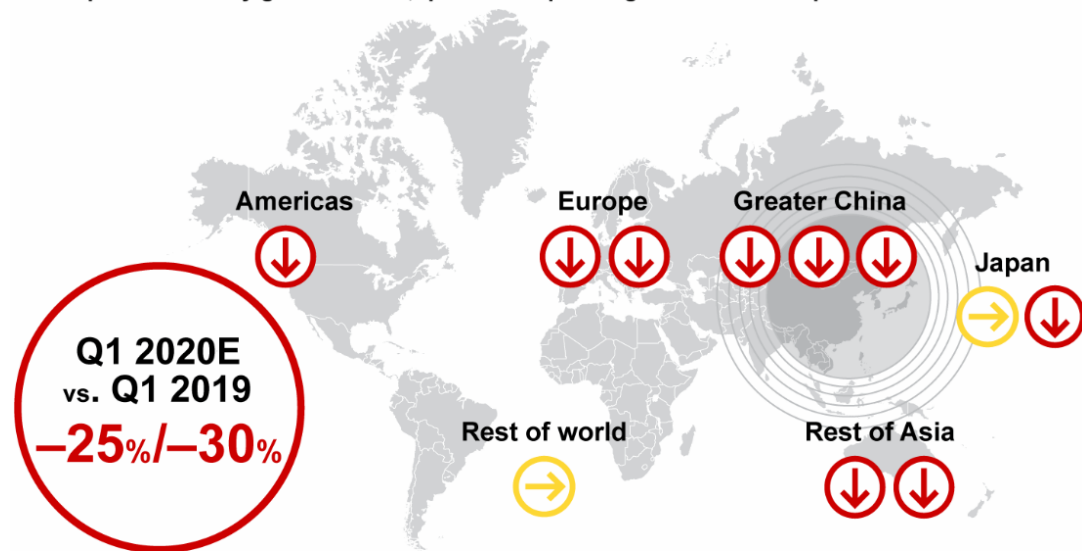 Americas
Europe
Greater China
Japan
Q1 2020E
vs. Q1 2019
–25%/–30%
Rest of world
Rest of Asia